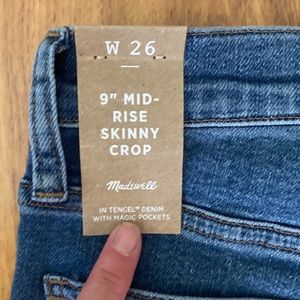 W 26
9" MID-
RISE
SKINNY
CROP
Madewell
IN TENCEL™ DENIM
WITH MAGIC POCKETS